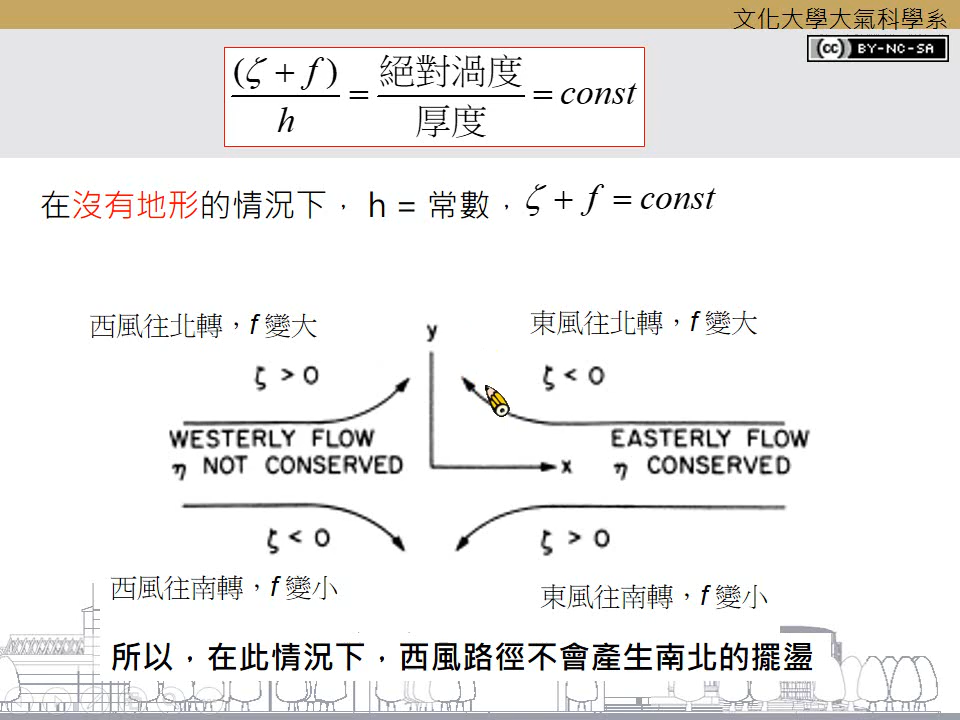 文化大學大氣科學系
(cc) BY-NC-SA
(ζ + f) / h = 絕對渦度 / 厚度 = const
在沒有地形的情況下， h = 常數， ζ + f = const
西風往北轉，f 變大
y
東風往北轉，f 變大
ζ > 0
ζ < 0
WESTERLY FLOW
η NOT CONSERVED
x
EASTERLY FLOW
η CONSERVED
ζ < 0
ζ > 0
西風往南轉，f 變小
東風往南轉，f 變小
所以，在此情況下，西風路徑不會產生南北的擺盪